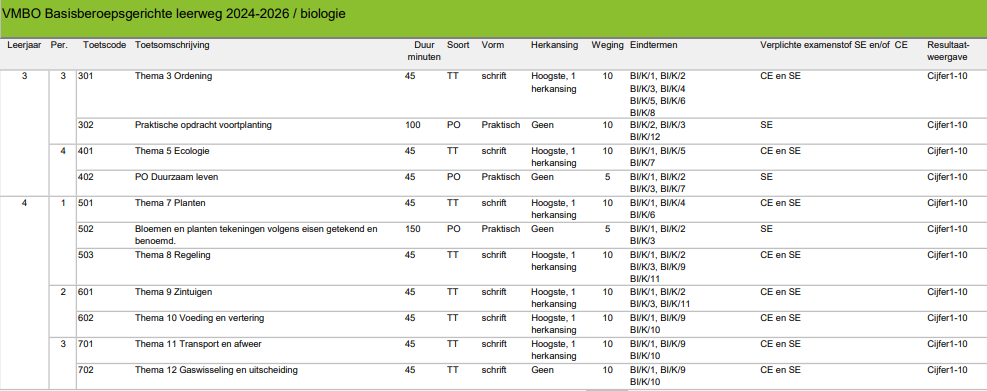 VMBO Basisberoepsgerichte leerweg 2024-2026 / biologie
Leerjaar Per. Toetscode Toetsomschrijving Duur minuten Soort Vorm Herkansing Weging Eindtermen Verplichte examenstof SE en/of CE Resultaat-weergave
3 3 301 Thema 3 Ordening 45 TT schrift Hoogste, 1 10 BI/K/1, BI/K/2 CE en SE Cijfer1-10
herkansing BI/K/3, BI/K/4
BI/K/5, BI/K/6
BI/K/8
302 Praktische opdracht voortplanting 100 PO Praktisch Geen 10 BI/K/2, BI/K/3 SE Cijfer1-10
BI/K/12
4 401 Thema 5 Ecologie 45 TT schrift Hoogste, 1 10 BI/K/1, BI/K/5 CE en SE Cijfer1-10
herkansing BI/K/7
402 PO Duurzaam leven 45 PO Praktisch Geen 5 BI/K/1, BI/K/2 SE Cijfer1-10
BI/K/3, BI/K/7
4 1 501 Thema 7 Planten 45 TT schrift Hoogste, 1 10 BI/K/1, BI/K/4 CE en SE Cijfer1-10
herkansing BI/K/6
502 Bloemen en planten tekeningen volgens eisen getekend en 150 PO Praktisch Geen 5 BI/K/1, BI/K/2 SE Cijfer1-10
benoemd. BI/K/3
503 Thema 8 Regeling 45 TT schrift Hoogste, 1 10 BI/K/1, BI/K/2 CE en SE Cijfer1-10
herkansing BI/K/3, BI/K/9
BI/K/11
2 601 Thema 9 Zintuigen 45 TT schrift Hoogste, 1 10 BI/K/1, BI/K/2 CE en SE Cijfer1-10
herkansing BI/K/3, BI/K/11
602 Thema 10 Voeding en vertering 45 TT schrift Hoogste, 1 10 BI/K/1, BI/K/9 CE en SE Cijfer1-10
herkansing BI/K/10
3 701 Thema 11 Transport en afweer 45 TT schrift Hoogste, 1 10 BI/K/1, BI/K/9 CE en SE Cijfer1-10
herkansing BI/K/10
702 Thema 12 Gaswisseling en uitscheiding 45 TT schrift Geen 10 BI/K/1, BI/K/9 CE en SE Cijfer1-10
BI/K/10